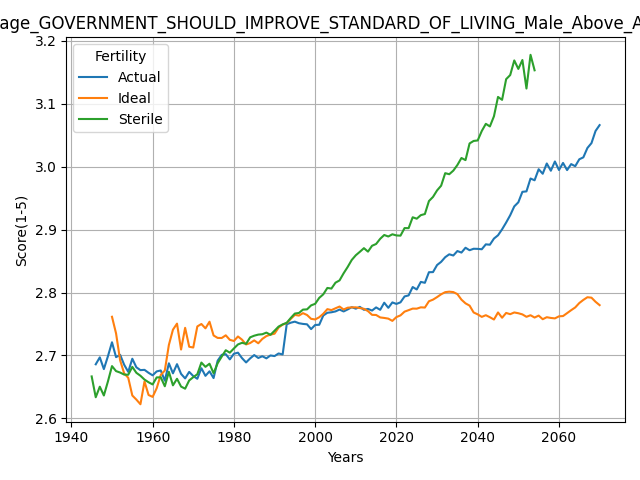 age_GOVERNMENT_SHOULD_IMPROVE_STANDARD_OF_LIVING_Male_Above_A
3.2
3.1
3.0
2.9
2.8
2.7
2.6
Score(1-5)
Fertility
Actual
Ideal
Sterile
1940 1960 1980 2000 2020 2040 2060
Years